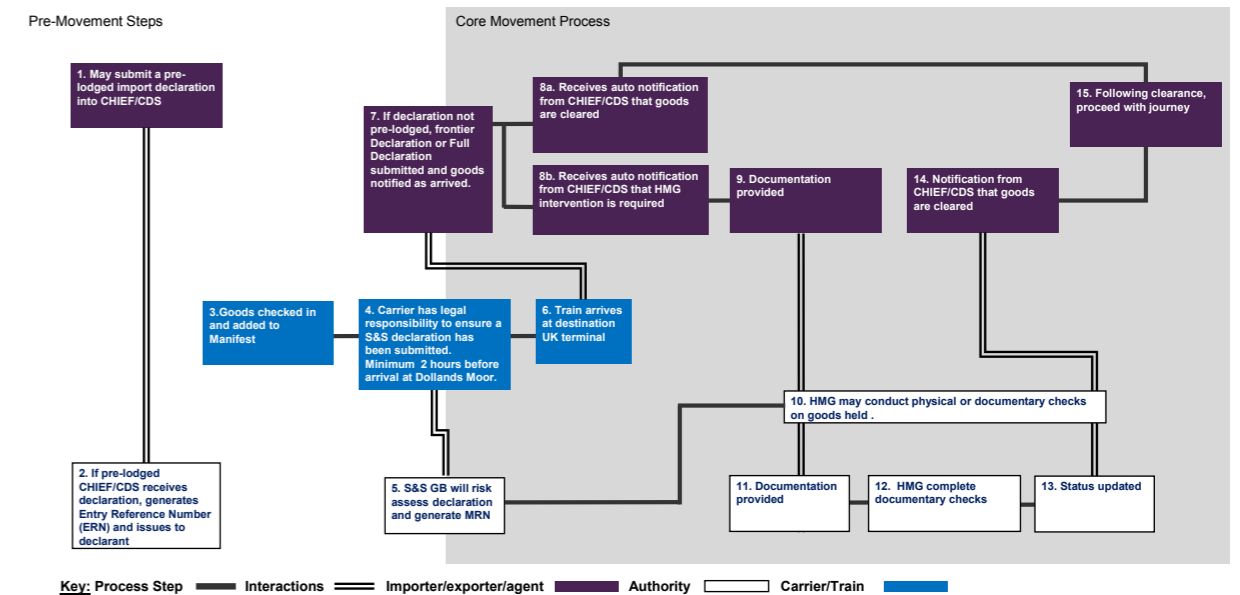 Pre-Movement Steps
Core Movement Process
1. May submit a pre-
lodged import declaration
into CHIEF/CDS
7. If declaration not
pre-lodged, frontier
Declaration or Full
Declaration
submitted and goods
notified as arrived.
8a. Receives auto notification
from CHIEF/CDS that goods
are cleared
15. Following clearance,
proceed with journey
8b. Receives auto notification
from CHIEF/CDS that HMG
intervention is required
9. Documentation
provided
14. Notification from
CHIEF/CDS that goods
are cleared
3.Goods checked in
and added to
Manifest
4. Carrier has legal
responsibility to ensure a
S&S declaration has
been submitted.
Minimum 2 hours before
arrival at Dollands Moor.
6. Train arrives
at destination
UK terminal
10. HMG may conduct physical or documentary checks
on goods held .
2. If pre-lodged
CHIEF/CDS receives
declaration, generates
Entry Reference Number
(ERN) and issues to
declarant
5. S&S GB will risk
assess declaration
and generate MRN
11. Documentation
provided
12. HMG complete
documentary checks
13. Status updated
Key: Process Step Interactions Importer/exporter/agent Authority Carrier/Train